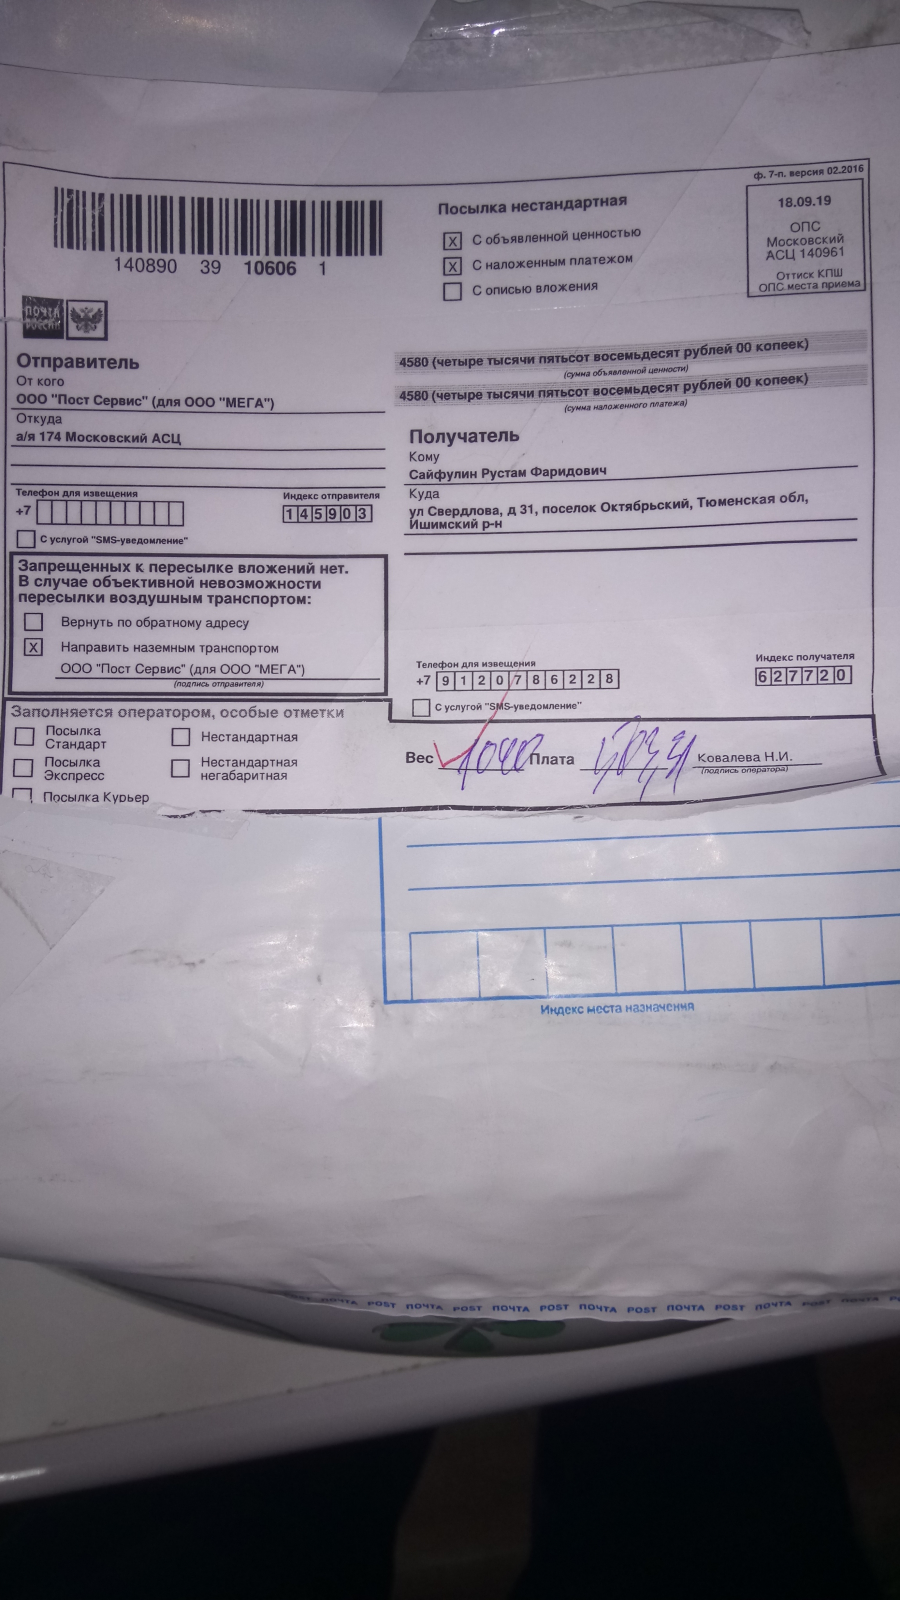 ф. 7-п. версия 02.2016
140890 39 10606 1
Посылка нестандартная
X С объявленной ценностью
X С наложенным платежом
С описью вложения
18.09.19
ОПС
Московский
АСЦ 140961
Оттиск КПШ
ОПС места приема
ПОЧТА
РОССИИ
Отправитель
От кого
ООО "Пост Сервис" (для ООО "МЕГА")
Откуда
а/я 174 Московский АСЦ
Телефон для извещения
+7
Индекс отправителя
145903
С услугой "SMS-уведомление"
4580 (четыре тысячи пятьсот восемьдесят рублей 00 копеек)
(сумма объявленной ценности)
4580 (четыре тысячи пятьсот восемьдесят рублей 00 копеек)
(сумма наложенного платежа)
Получатель
Кому
Сайфулин Рустам Фаридович
Куда
ул Свердлова, д 31, поселок Октябрьский, Тюменская обл,
Ишимский р-н
Запрещенных к пересылке вложений нет.
В случае объективной невозможности
пересылки воздушным транспортом:
Вернуть по обратному адресу
X Направить наземным транспортом
ООО "Пост Сервис" (для ООО "МЕГА")
(подпись отправителя)
Телефон для извещения
+7 9120786228
Индекс получателя
627720
С услугой "SMS-уведомление"
Заполняется оператором, особые отметки
Посылка
Стандарт
Нестандартная
Посылка
Экспресс
Нестандартная
негабаритная
Посылка Курьер
Вес 1040 Плата
Ковалева Н.И.
(подпись оператора)
Индекс места назначения
ПОЧТА POST ПОЧТА POST ПОЧТА POST ПОЧТА POST ПОЧТА POST ПОЧТА POST ПОЧТА